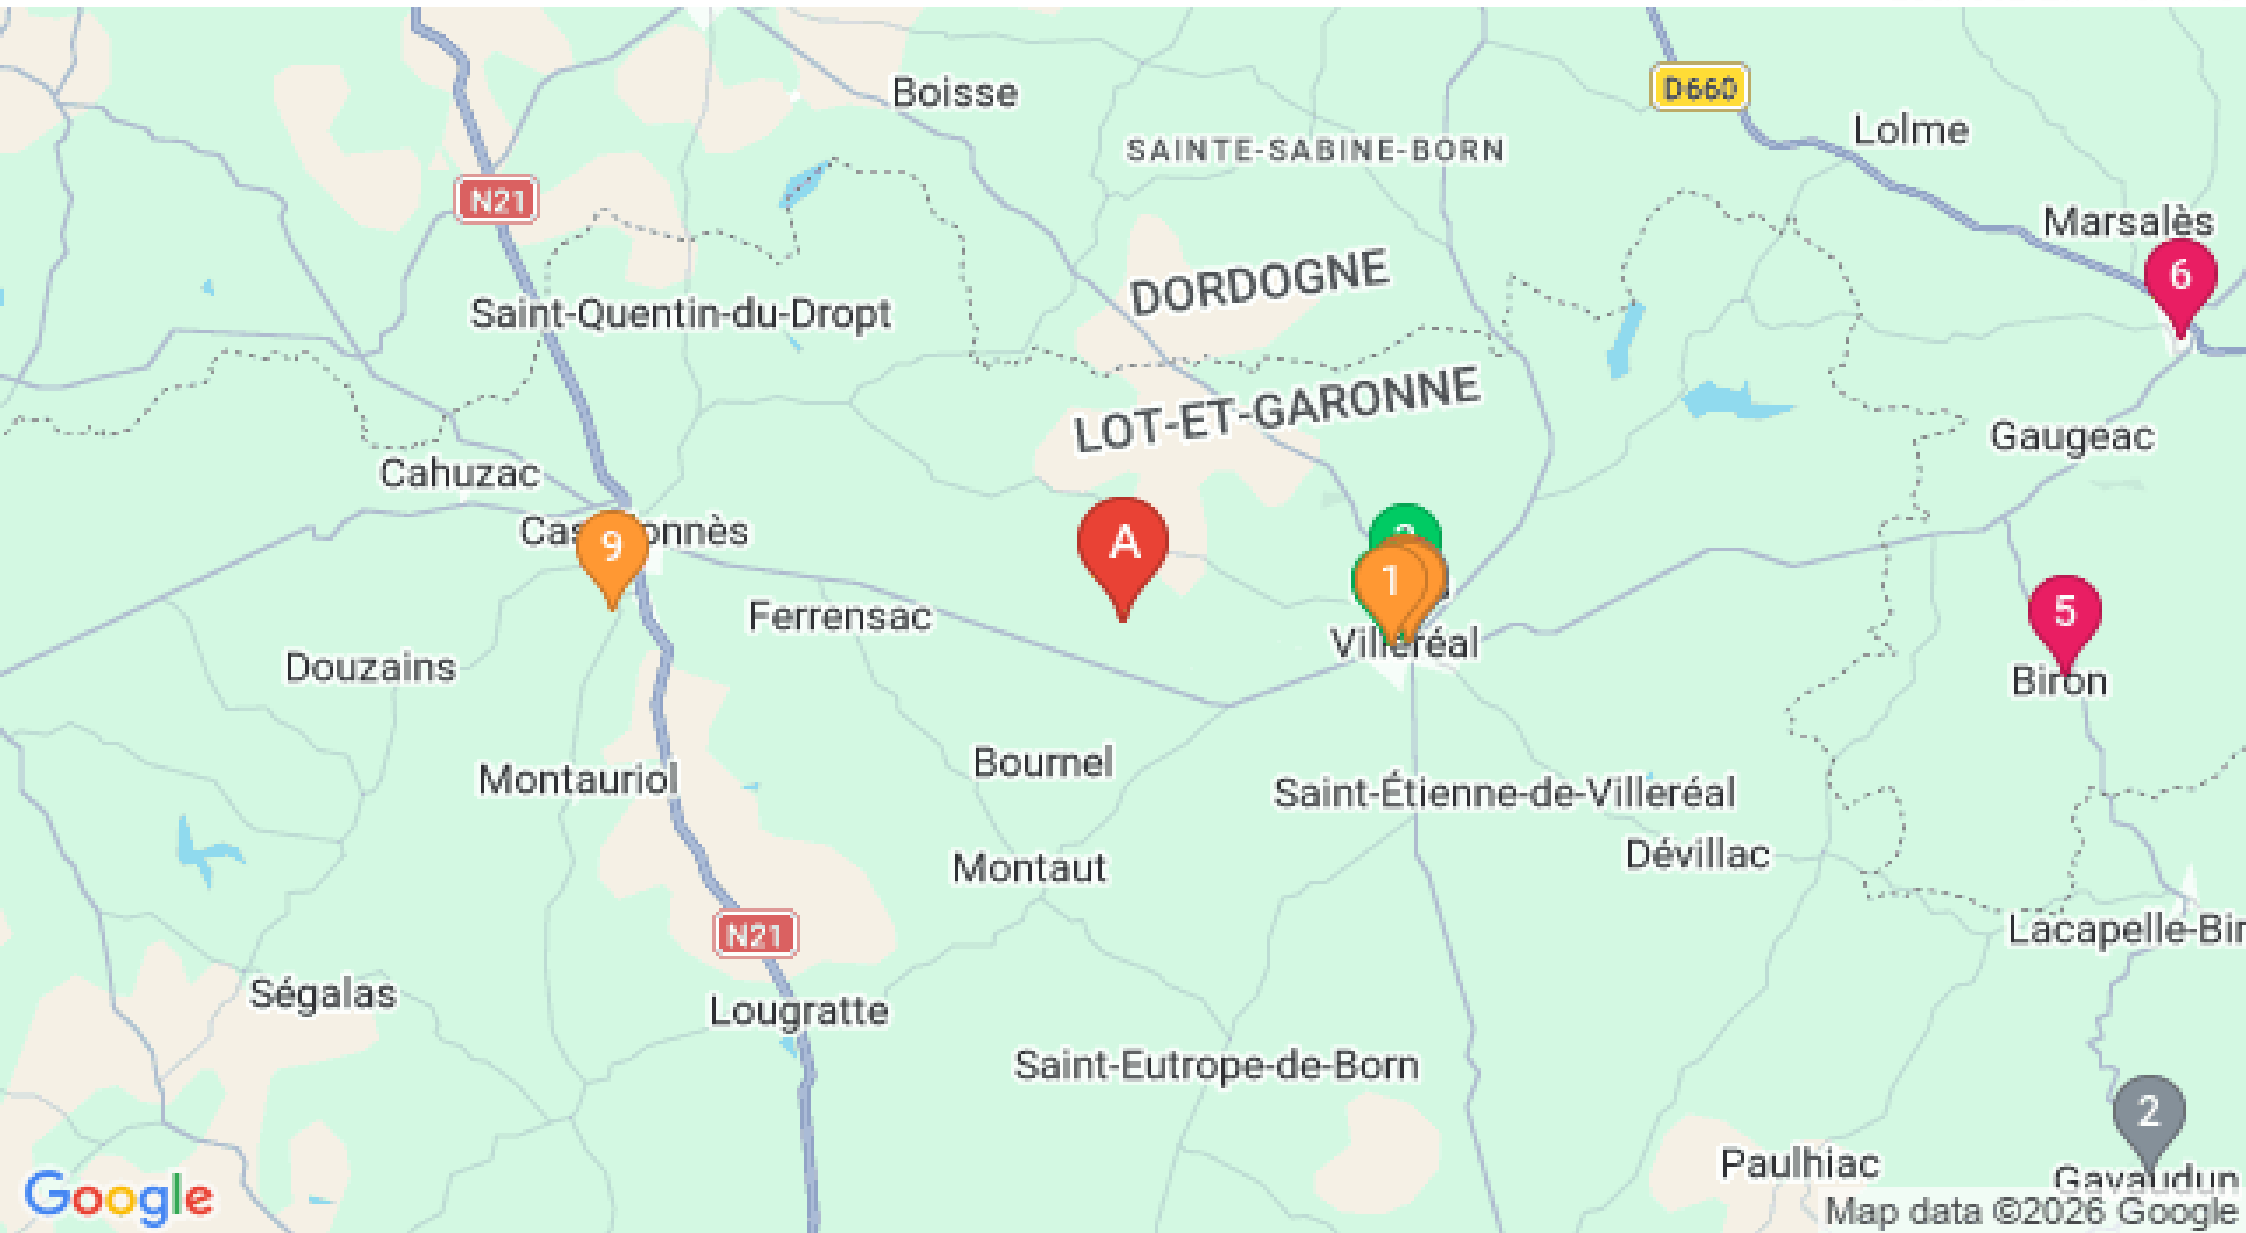 Boisse
D660
Lolme
SAINTE-SABINE-BORN
N21
Marsalès
6
DORDOGNE
Saint-Quentin-du-Dropt
LOT-ET-GARONNE
Gaugeac
Cahuzac
9
A
1
5
Ferrensac
Villeréal
Douzains
Biron
Bournel
Montauriol
Saint-Étienne-de-Villeréal
Dévillac
Montaut
N21
Lacapelle-Bir
Ségalas
Lougratte
Saint-Eutrope-de-Born
2
Paulhiac
Gavaudun
Google
Map data ©2026 Google